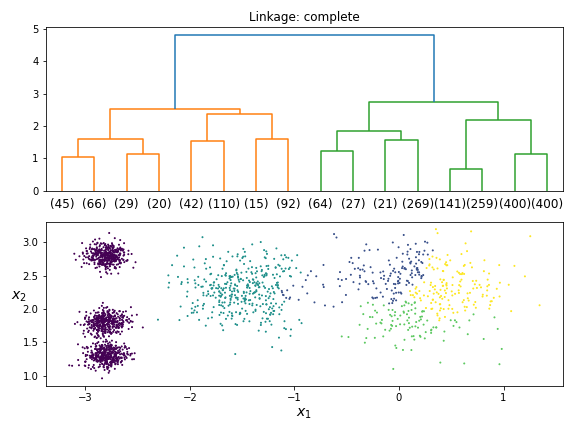 Linkage: complete
5
4
3
2
1
0
(45) (66) (29) (20) (42) (110) (15) (92) (64) (27) (21) (269)(141)(259)(400)(400)
3.0
2.5
x2
2.0
1.5
1.0
−3 −2 −1 0 1
x1